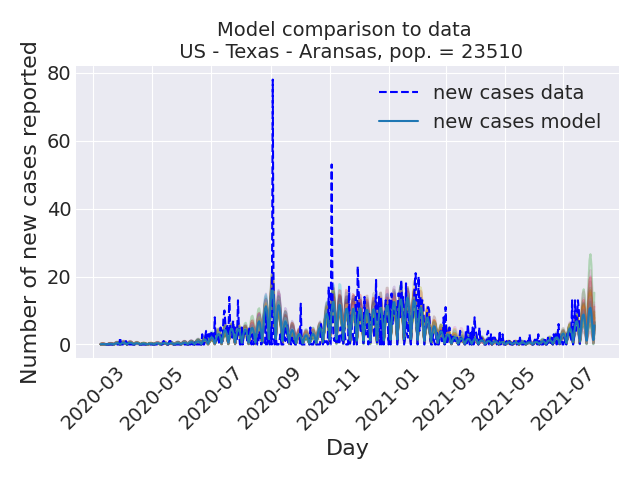 Model comparison to data
US - Texas - Aransas, pop. = 23510
Number of new cases reported
80
60
40
20
0
new cases data
new cases model
2020-03
2020-05
2020-07
2020-09
2020-11
2021-01
2021-03
2021-05
2021-07
Day